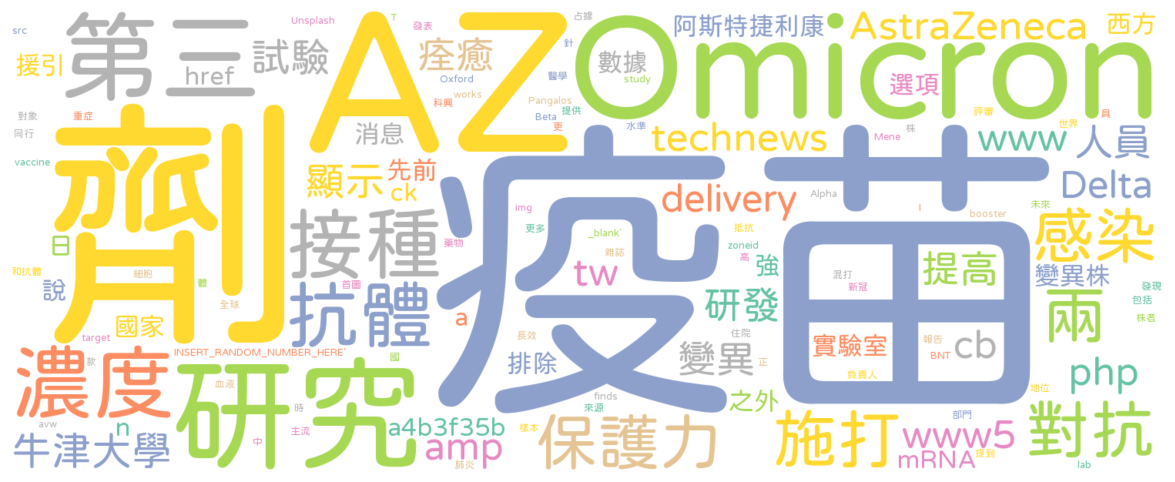 src
Unsplash
T
發表
占據
針
阿斯特捷利康
AstraZeneca
西方
援引
第三
href
試驗
AZ
痊癒
Oxford
醫學
數據
study
Omicron
選項
對象
重症
同行
科興
works
Pangalos
Beta
提供
更
水準
評審
具
世界
株
Mene
消息
technews
www
人員
vaccine
劑
顯示
先前
ck
疫苗
delivery
Alpha
Delta
I
booster
未來
日
接種
藥物
img
更多
_blank`
抵抗
雜誌
zoneid
高
強
tw
感染
和抗體
細胞
體
說
首圖
混打
新冠
提高
變異株
發現
包括
全球
抗體
a
研發
住院
兩
株者
國家
target
長效
正
實驗室
報告
BNT
cb
INSERT_RANDOM_NUMBER_HERE`
濃度
款
國
排除
變異
負責人
php
血液
研究
finds
來源
之外
地位
avw
n
時
a4b3f35b
樣本
保護力
施打
部門
對抗
牛津大學
中
主流
amp
肺炎
www5
mRNA
提到
lab